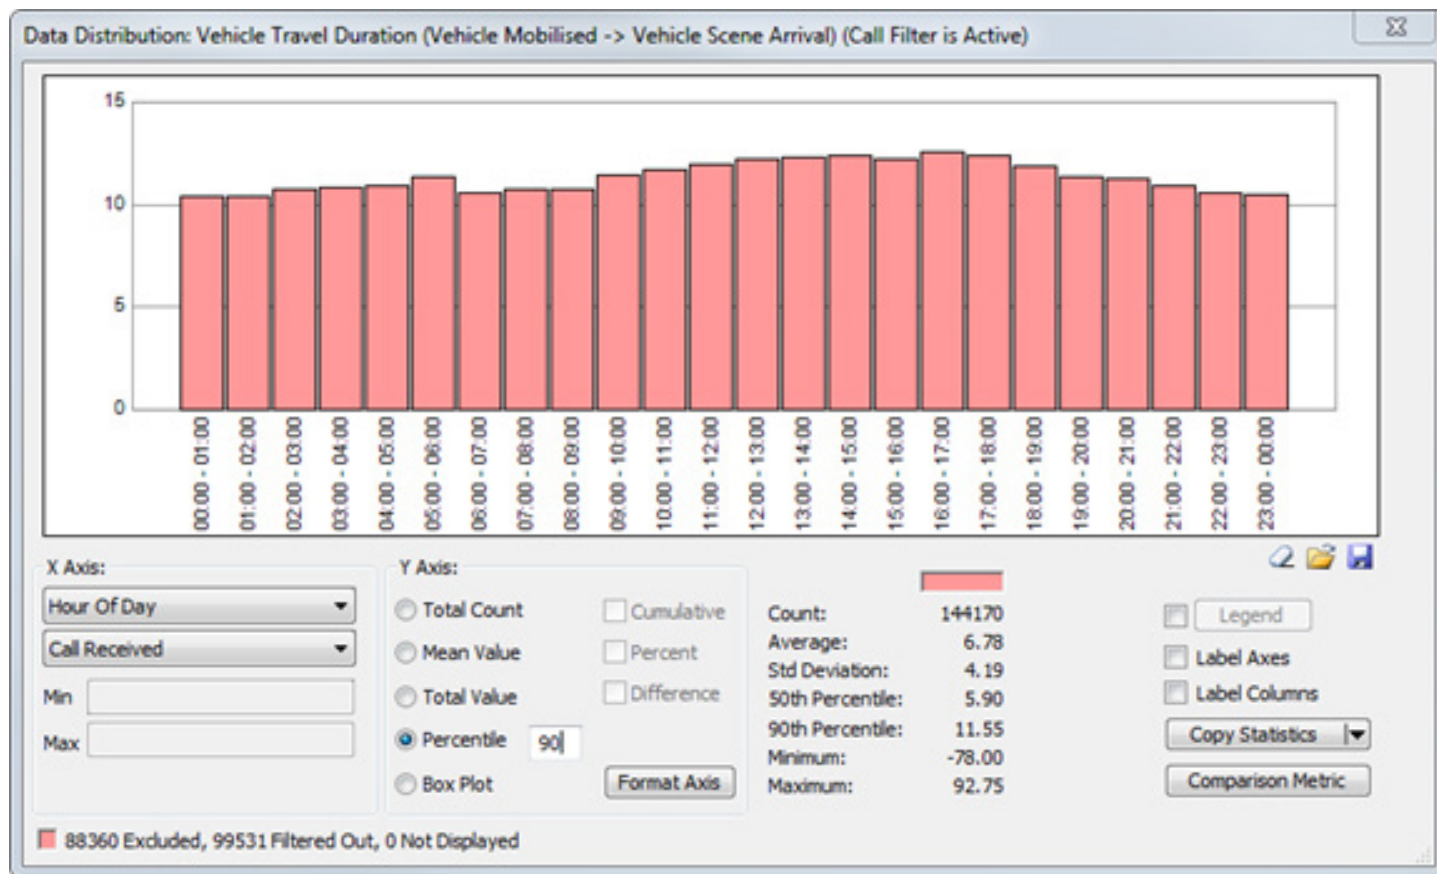 Data Distribution: Vehicle Travel Duration (Vehicle Mobilised -> Vehicle Scene Arrival) (Call Filter is Active)
15
10
5
0
00:00 - 01:00
01:00 - 02:00
02:00 - 03:00
03:00 - 04:00
04:00 - 05:00
05:00 - 06:00
06:00 - 07:00
07:00 - 08:00
08:00 - 09:00
09:00 - 10:00
10:00 - 11:00
11:00 - 12:00
12:00 - 13:00
13:00 - 14:00
14:00 - 15:00
15:00 - 16:00
16:00 - 17:00
17:00 - 18:00
18:00 - 19:00
19:00 - 20:00
20:00 - 21:00
21:00 - 22:00
22:00 - 23:00
23:00 - 00:00
X Axis:
Hour Of Day
Call Received
Min
Max
Y Axis:
Total Count
Cumulative
Mean Value
Percent
Total Value
Difference
Percentile 90
Box Plot
Format Axis
Count: 144170
Average: 6.78
Std Deviation: 4.19
50th Percentile: 5.90
90th Percentile: 11.55
Minimum: -78.00
Maximum: 92.75
Legend
Label Axes
Label Columns
Copy Statistics
Comparison Metric
88360 Excluded, 99531 Filtered Out, 0 Not Displayed